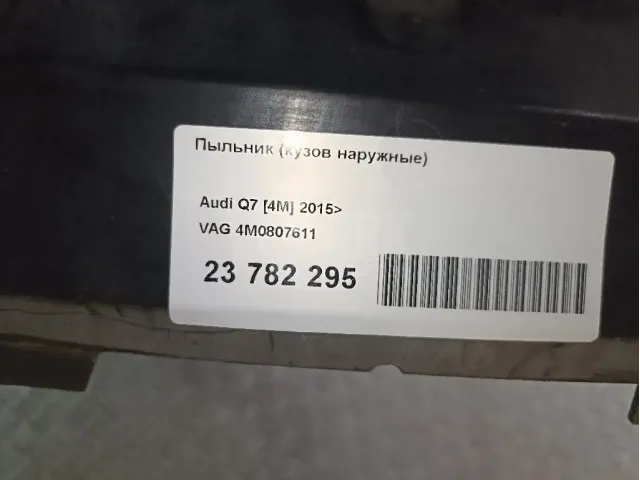 Пыльник (кузов наружные)
Audi Q7 [4M] 2015>
VAG 4M0807611
23 782 295